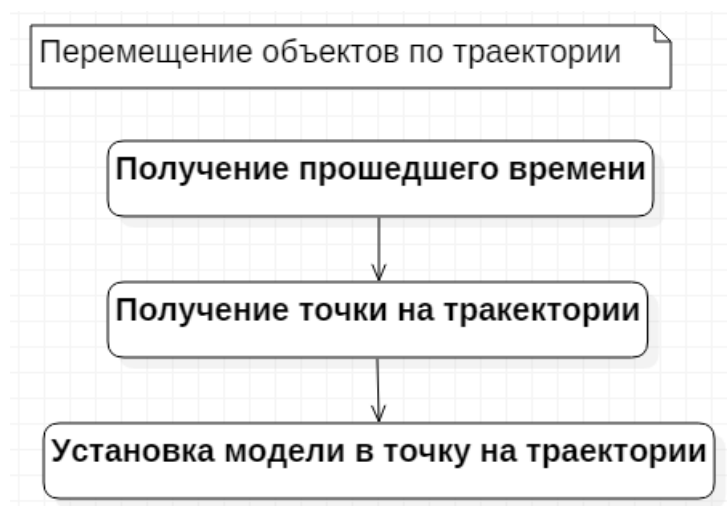 Перемещение объектов по траектории
Получение прошедшего времени
Получение точки на тракектории
Установка модели в точку на траектории